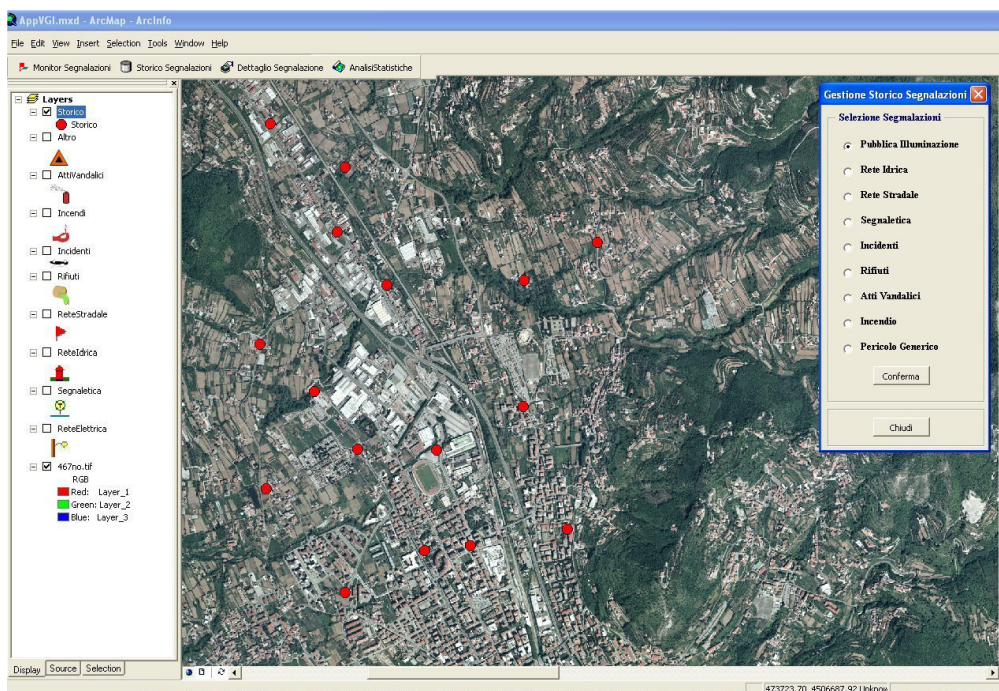 AppVGI.mxd - ArcMap - ArcInfo
File Edit View Insert Selection Tools Window Help
Monitor Segnalazioni Storico Segnalazioni Dettaglio Segnalazione AnalisiStatistiche
Layers
Storico
Storico
Altro
AttiVandalici
Incendi
Incidenti
Rifiuti
ReteStradale
ReteIdrica
Segnaletica
ReteElettrica
467no.tif
RGB
Red: Layer_1
Green: Layer_2
Blue: Layer_3
Display Source Selection
Gestione Storico Segnalazioni
Selezione Segmalazioni
Pubblica Illuminazione
Rete Idrica
Rete Stradale
Segnaletica
Incidenti
Rifiuti
Atti Vandalici
Incendio
Pericolo Generico
Conferma
Chiudi
473723,70 4506687,92 Unknow